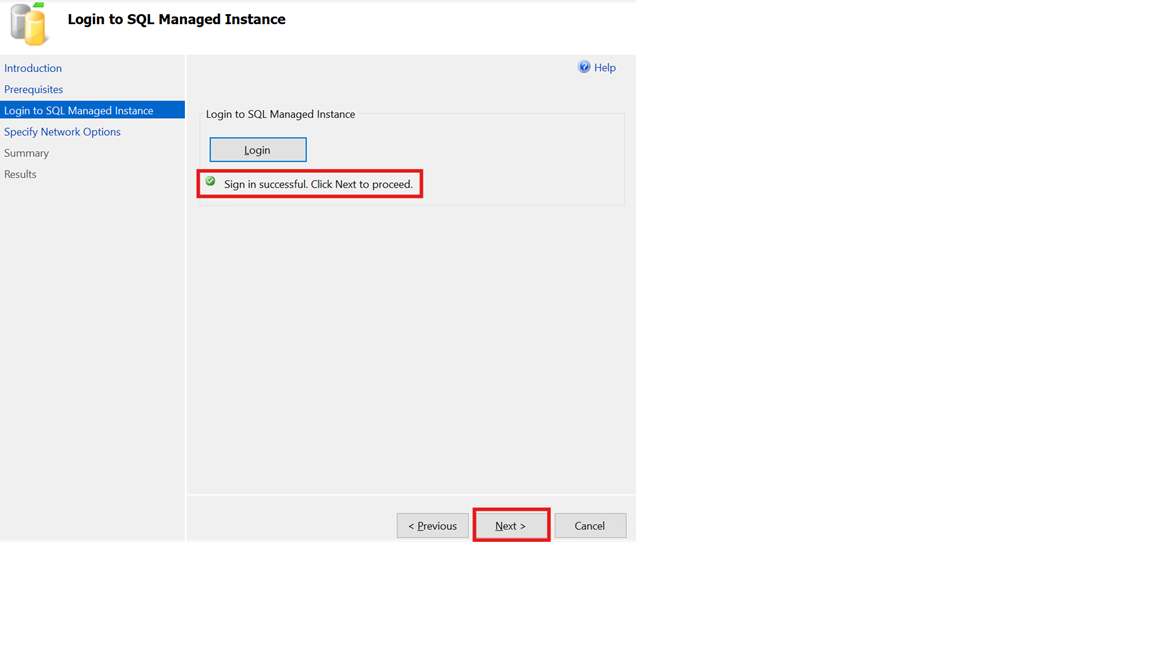 Login to SQL Managed Instance
Introduction
Prerequisites
Login to SQL Managed Instance
Specify Network Options
Summary
Results
Help
Login to SQL Managed Instance
Login
Sign in successful. Click Next to proceed.
< Previous
Next >
Cancel